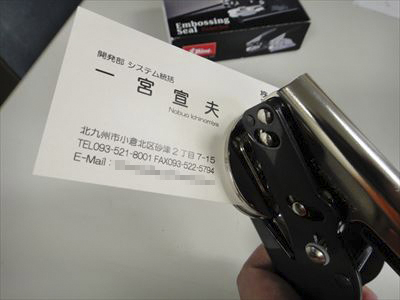 Embossing
Seal
開発部 システム統括
一宮 宣夫
Nobuo Ichinomiya
北九州市小倉北区砂津2丁目7-15
TEL093-521-8001 FAX093-522-5794
E-Mail: